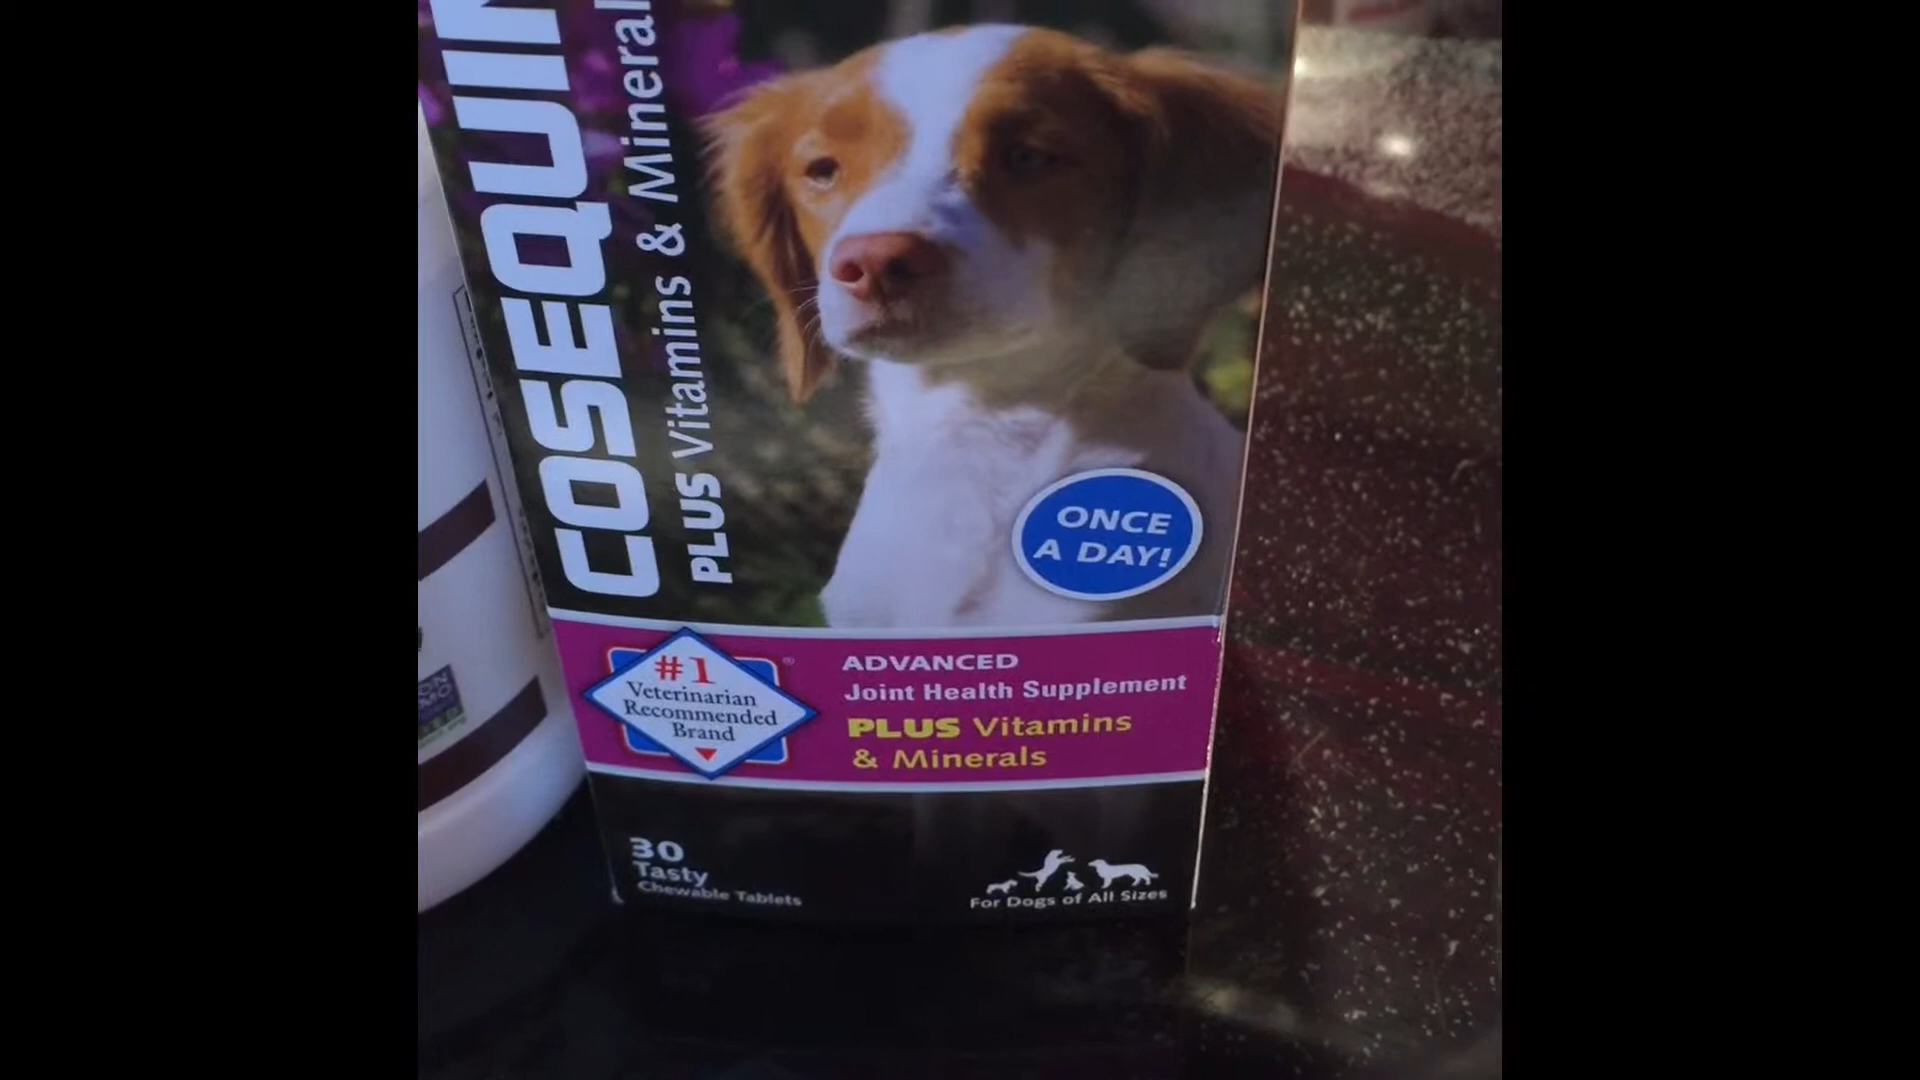 COSEQUIN
PLUS Vitamins & Mineral
ONCE
A DAY!
#1
Veterinarian
Recommended
Brand
®
ADVANCED
Joint Health Supplement
PLUS Vitamins
& Minerals
30
Tasty
Chewable Tablets
For Dogs of All Sizes